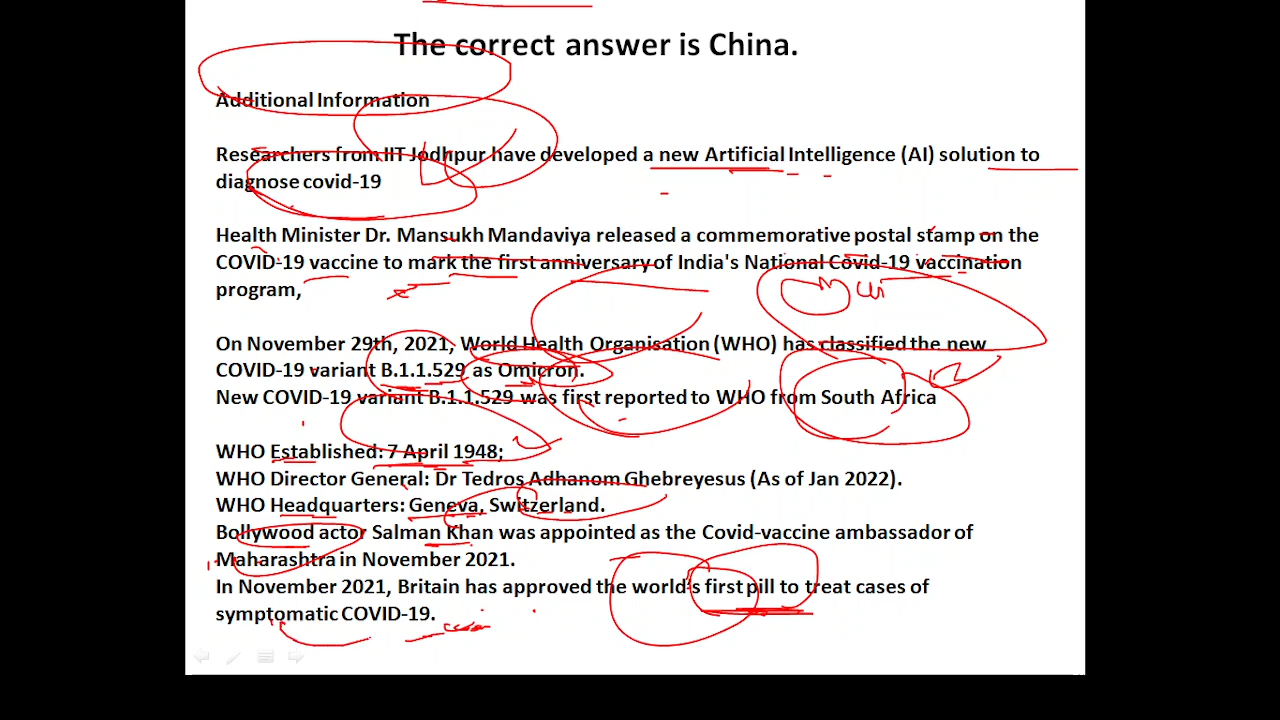 The correct answer is China.
Additional Information
Researchers from IIT Jodhpur have developed a new Artificial Intelligence (AI) solution to
diagnose covid-19
Health Minister Dr. Mansukh Mandaviya released a commemorative postal stamp on the
COVID-19 vaccine to mark the first anniversary of India's National Covid-19 vaccination
program,
On November 29th, 2021, World Health Organisation (WHO) has classified the new
COVID-19 variant B.1.1.529 as Omicron.
New COVID-19 variant B.1.1.529 was first reported to WHO from South Africa
WHO Established: 7 April 1948;
WHO Director General: Dr Tedros Adhanom Ghebreyesus (As of Jan 2022).
WHO Headquarters: Geneva, Switzerland.
Bollywood actor Salman Khan was appointed as the Covid-vaccine ambassador of
Maharashtra in November 2021.
In November 2021, Britain has approved the world's first pill to treat cases of
symptomatic COVID-19.